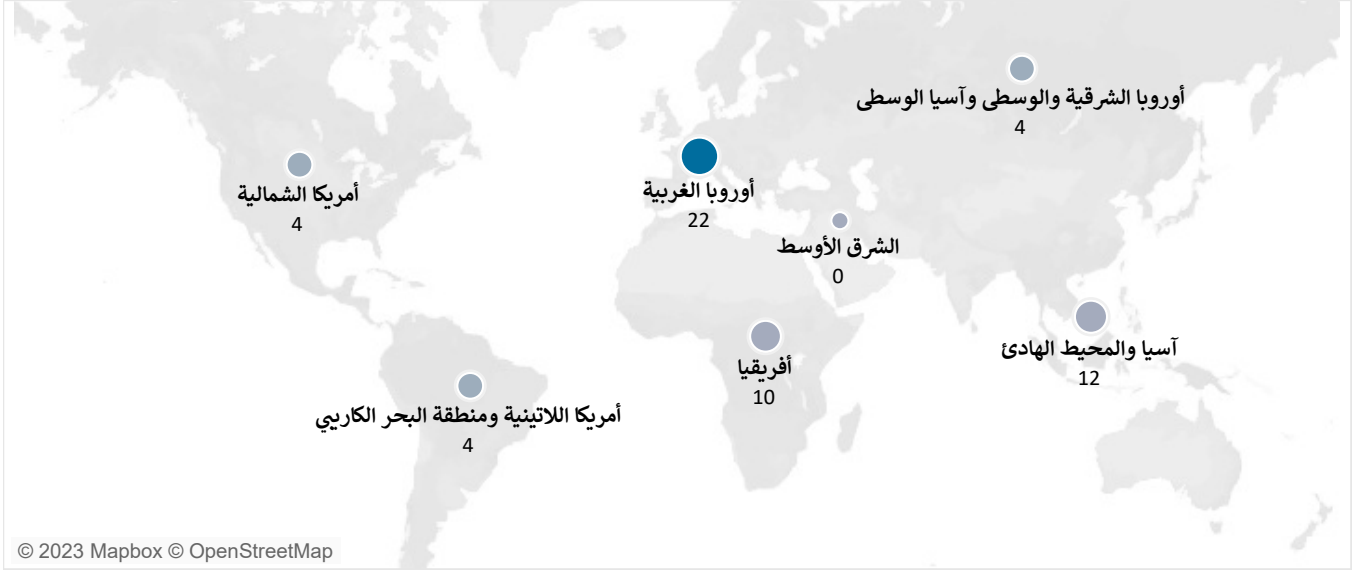 أوروبا الشرقية والوسطى وآسيا الوسطى
4
أمريكا الشمالية
4
أوروبا الغربية
22
الشرق الأوسط
0
آسيا والمحيط الهادئ
12
أفريقيا
10
أمريكا اللاتينية ومنطقة البحر الكاريبي
4
© 2023 Mapbox © OpenStreetMap